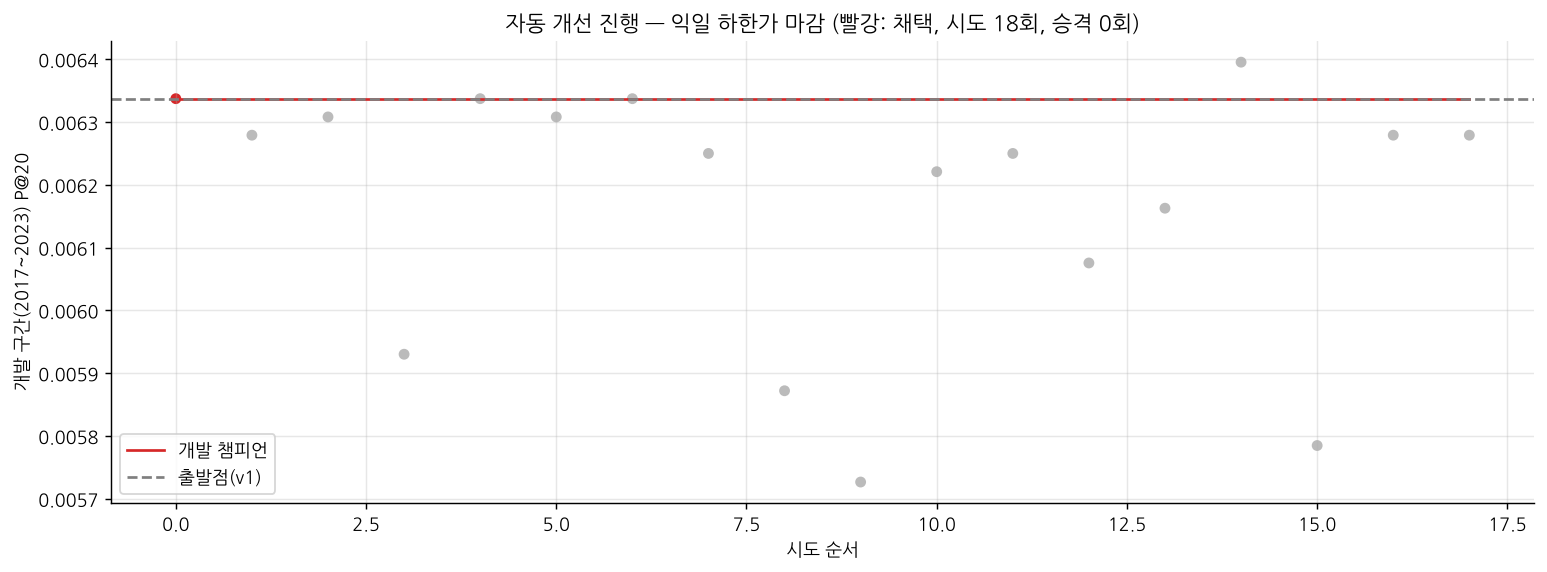 자동 개선 진행 — 익일 하한가 마감 (빨강: 채택, 시도 18회, 승격 0회)
개발 구간(2017~2023) P@20
0.0064
0.0063
0.0062
0.0061
0.0060
0.0059
0.0058
0.0057
개발 챔피언
출발점(v1)
0.0 2.5 5.0 7.5 10.0 12.5 15.0 17.5
시도 순서